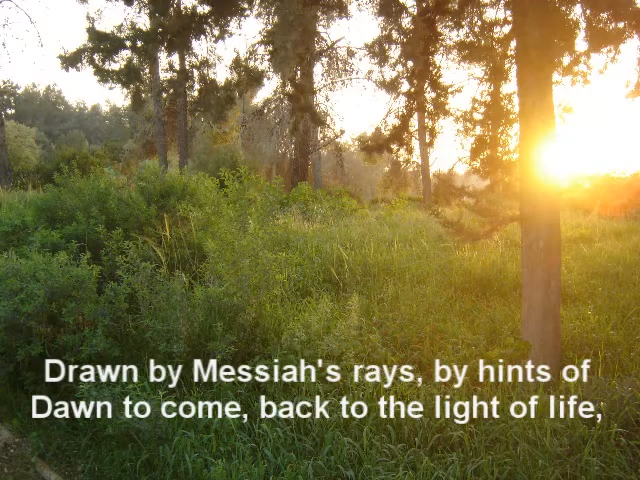 Drawn by Messiah's rays, by hints of
Dawn to come, back to the light of life,